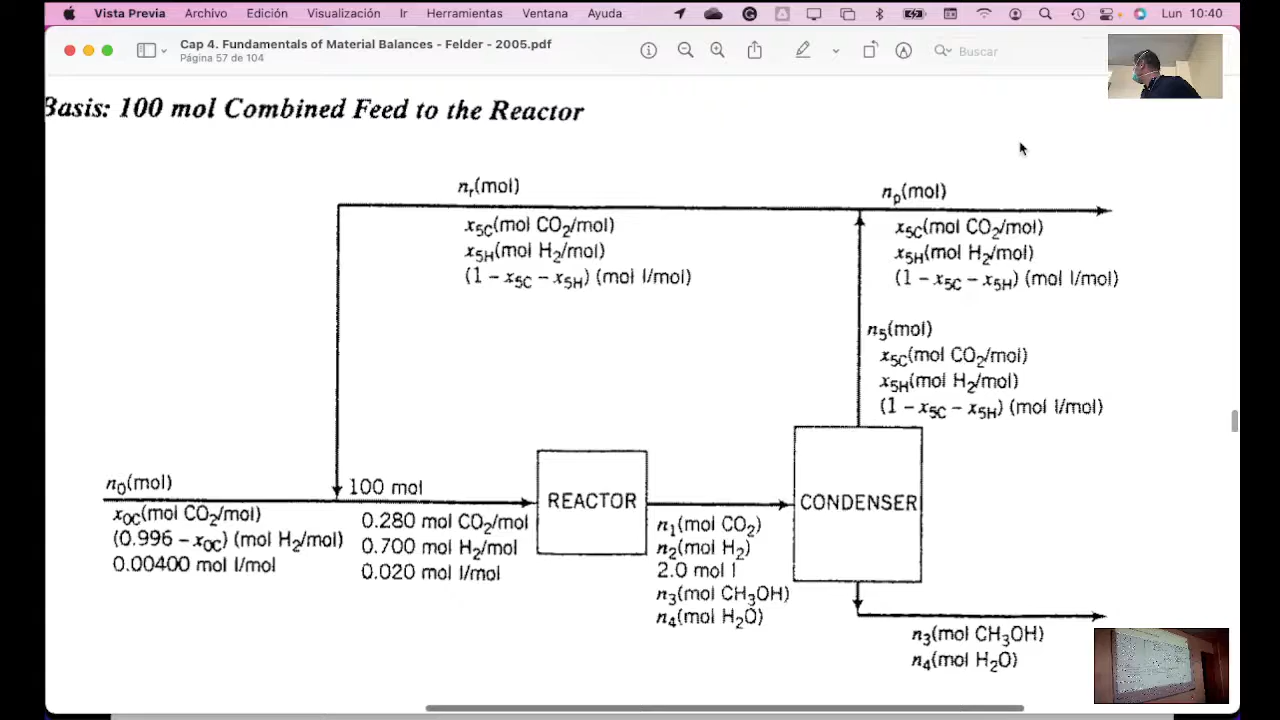 Vista Previa Archivo Edición Visualización Ir Herramientas Ventana Ayuda Lun 10:40
Cap 4. Fundamentals of Material Balances - Felder - 2005.pdf
Página 57 de 104
Buscar
Basis: 100 mol Combined Feed to the Reactor
nr(mol)
x5C(mol CO2/mol)
x5H(mol H2/mol)
(1 – x5C – x5H) (mol I/mol)
np(mol)
x5C(mol CO2/mol)
x5H(mol H2/mol)
(1 – x5C – x5H) (mol I/mol)
n5(mol)
x5C(mol CO2/mol)
x5H(mol H2/mol)
(1 – x5C – x5H) (mol I/mol)
n0(mol)
x0C(mol CO2/mol)
(0.996 – x0C) (mol H2/mol)
0.00400 mol I/mol
100 mol
0.280 mol CO2/mol
0.700 mol H2/mol
0.020 mol I/mol
REACTOR
n1(mol CO2)
n2(mol H2)
2.0 mol I
n3(mol CH3OH)
n4(mol H2O)
CONDENSER
n3(mol CH3OH)
n4(mol H2O)